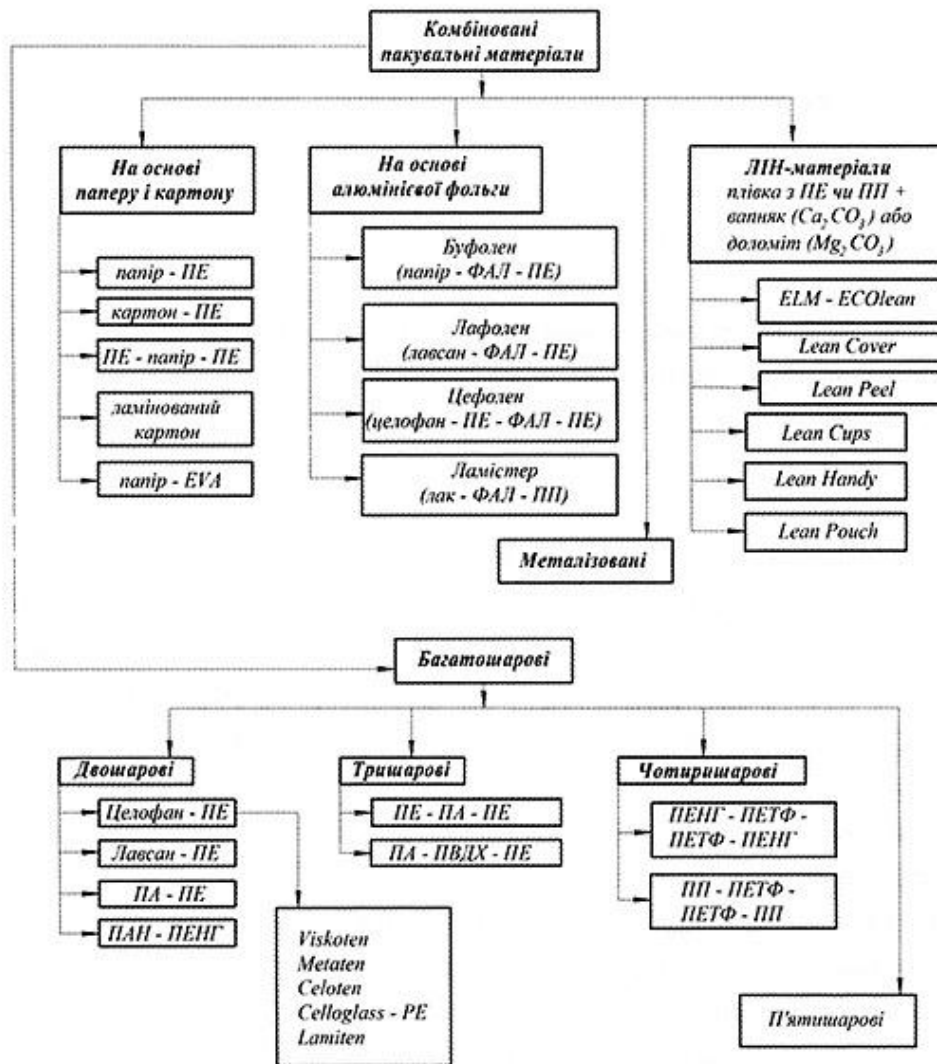 Комбіновані
пакувальні матеріали
На основі
паперу і картону
папір - ПЕ
картон - ПЕ
ПЕ - папір - ПЕ
ламінований
картон
папір - EVA
На основі
алюмінієвої фольги
Буфолен
(папір - ФАЛ - ПЕ)
Лафолен
(лавсан - ФАЛ - ПЕ)
Цефолен
(целофан - ПЕ - ФАЛ - ПЕ)
Ламістер
(лак - ФАЛ - ПП)
Металізовані
ЛІН-матеріали
плівка з ПЕ чи ПП +
вапняк (Ca₂CO₃) або
доломіт (Mg₂CO₃)
ELM - ECOlean
Lean Cover
Lean Peel
Lean Cups
Lean Handy
Lean Pouch
Багатошарові
Двошарові
Целофан - ПЕ
Лавсан - ПЕ
ПА - ПЕ
ПАН - ПЕНГ
Viskoten
Metaten
Celoten
Celloglass - PE
Lamiten
Тришарові
ПЕ - ПА - ПЕ
ПА - ПВДХ - ПЕ
Чотиришарові
ПЕНГ - ПЕТФ -
ПЕТФ - ПЕНГ
ПП - ПЕТФ -
ПЕТФ - ПП
П'ятишарові